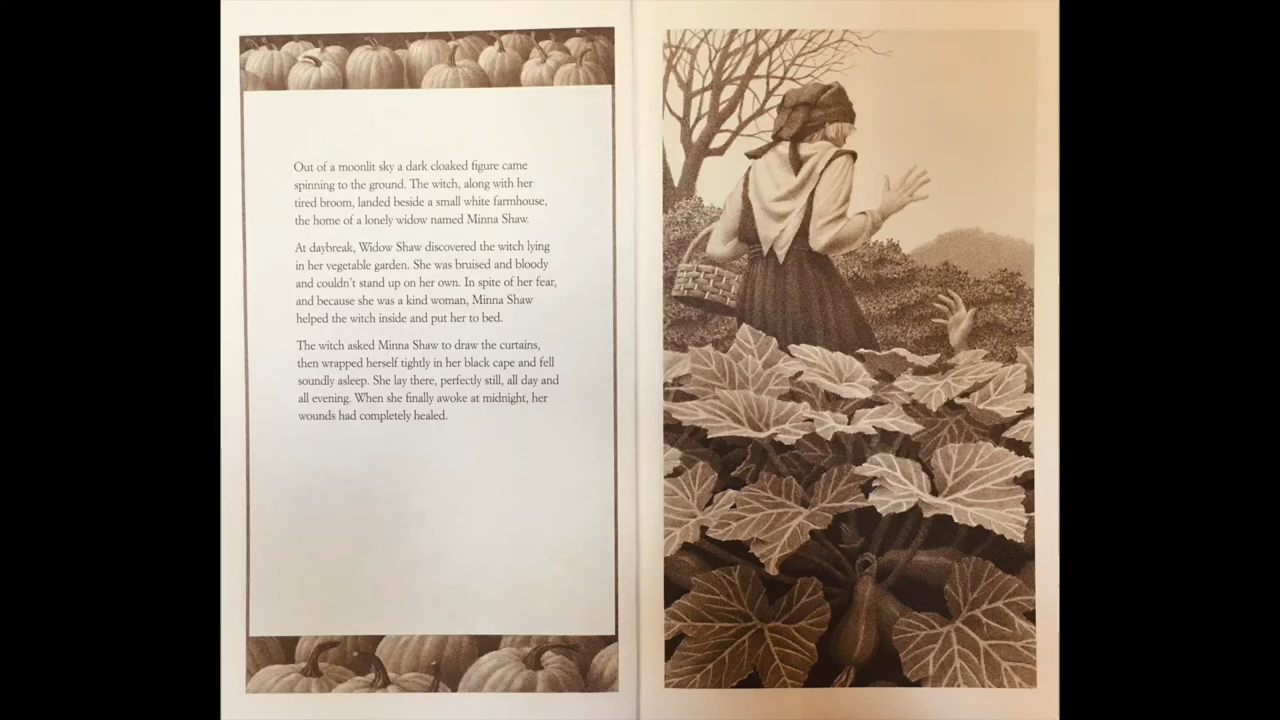 Out of a moonlit sky a dark cloaked figure came
spinning to the ground. The witch, along with her
tired broom, landed beside a small white farmhouse,
the home of a lonely widow named Minna Shaw.
At daybreak, Widow Shaw discovered the witch lying
in her vegetable garden. She was bruised and bloody
and couldn't stand up on her own. In spite of her fear,
and because she was a kind woman, Minna Shaw
helped the witch inside and put her to bed.
The witch asked Minna Shaw to draw the curtains,
then wrapped herself tightly in her black cape and fell
soundly asleep. She lay there, perfectly still, all day and
all evening. When she finally awoke at midnight, her
wounds had completely healed.